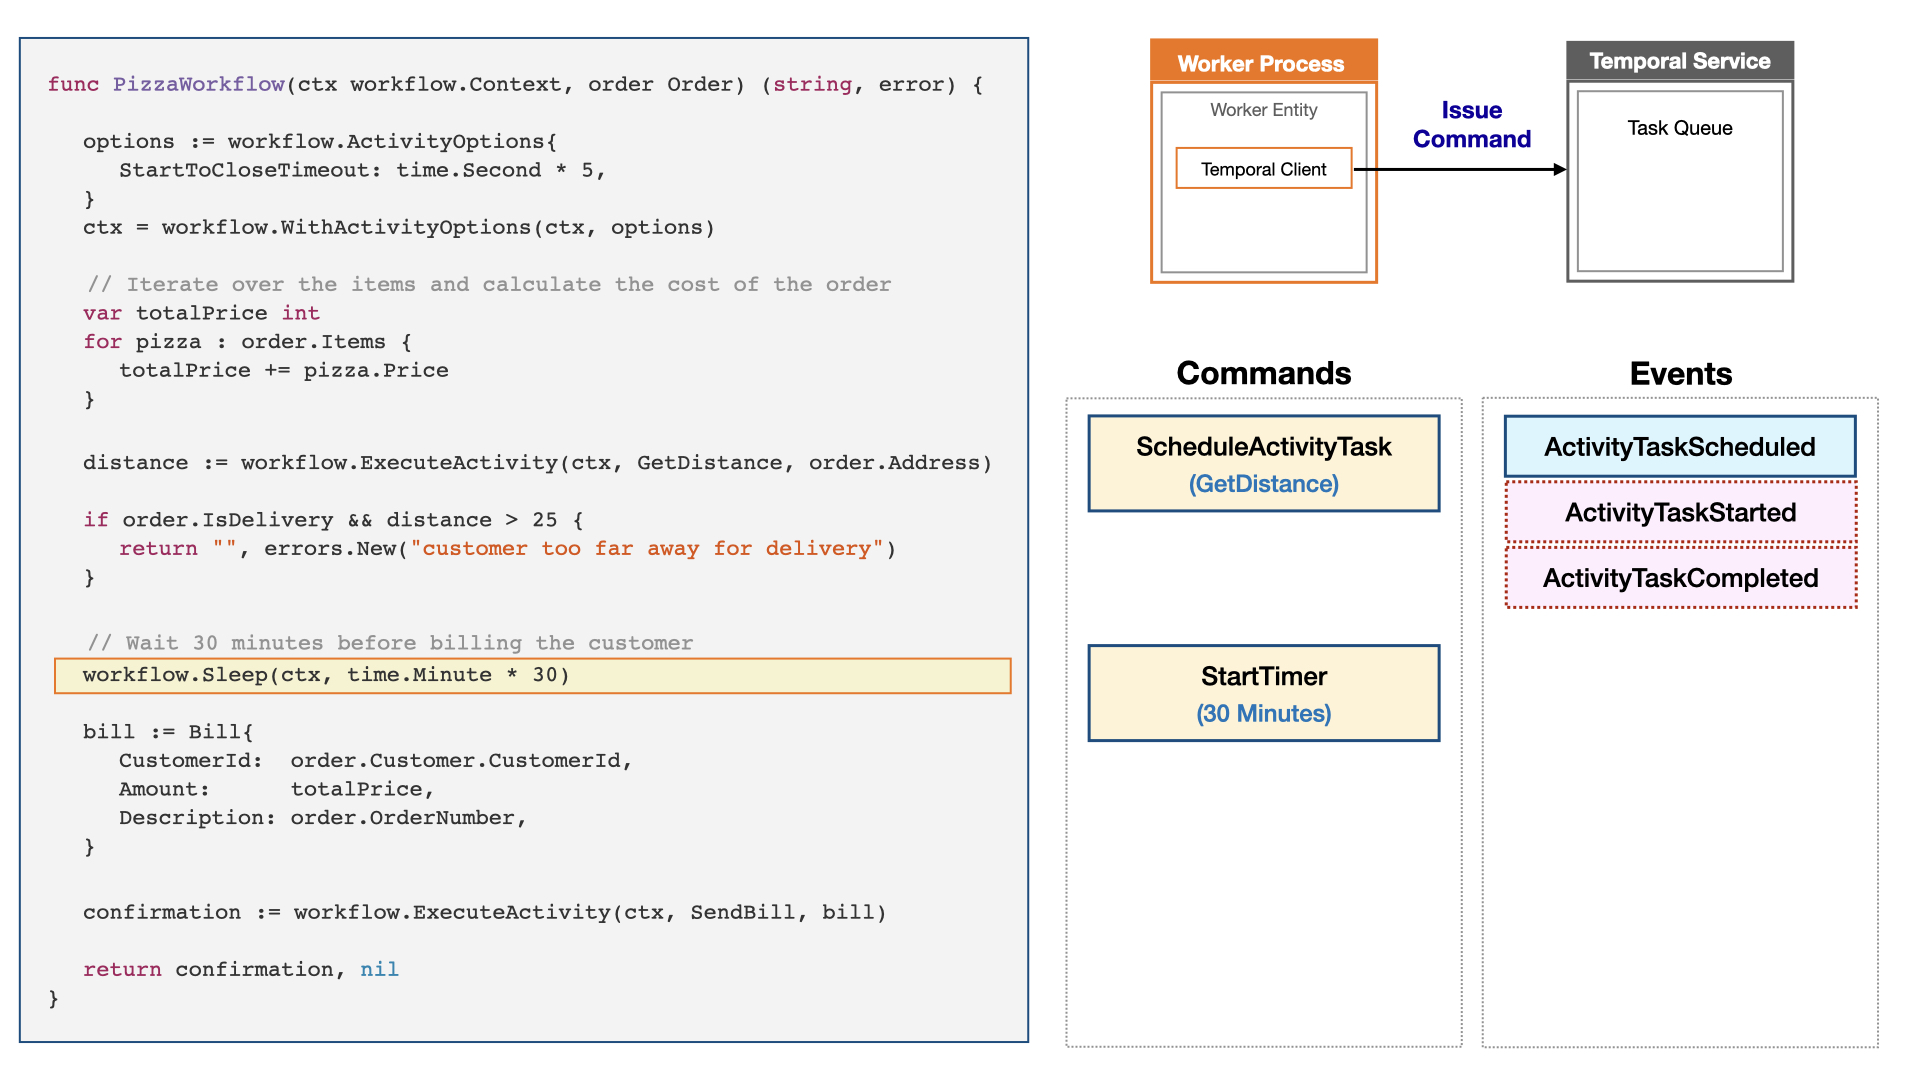 func PizzaWorkflow(ctx workflow.Context, order Order) (string, error) {
options := workflow.ActivityOptions{
StartToCloseTimeout: time.Second * 5,
}
ctx = workflow.WithActivityOptions(ctx, options)
// Iterate over the items and calculate the cost of the order
var totalPrice int
for pizza : order.Items {
totalPrice += pizza.Price
}
distance := workflow.ExecuteActivity(ctx, GetDistance, order.Address)
if order.IsDelivery && distance > 25 {
return "", errors.New("customer too far away for delivery")
}
// Wait 30 minutes before billing the customer
workflow.Sleep(ctx, time.Minute * 30)
bill := Bill{
CustomerId: order.Customer.CustomerId,
Amount: totalPrice,
Description: order.OrderNumber,
}
confirmation := workflow.ExecuteActivity(ctx, SendBill, bill)
return confirmation, nil
}
Worker Process
Worker Entity
Temporal Client
Issue
Command
Temporal Service
Task Queue
Commands
ScheduleActivityTask
(GetDistance)
StartTimer
(30 Minutes)
Events
ActivityTaskScheduled
ActivityTaskStarted
ActivityTaskCompleted